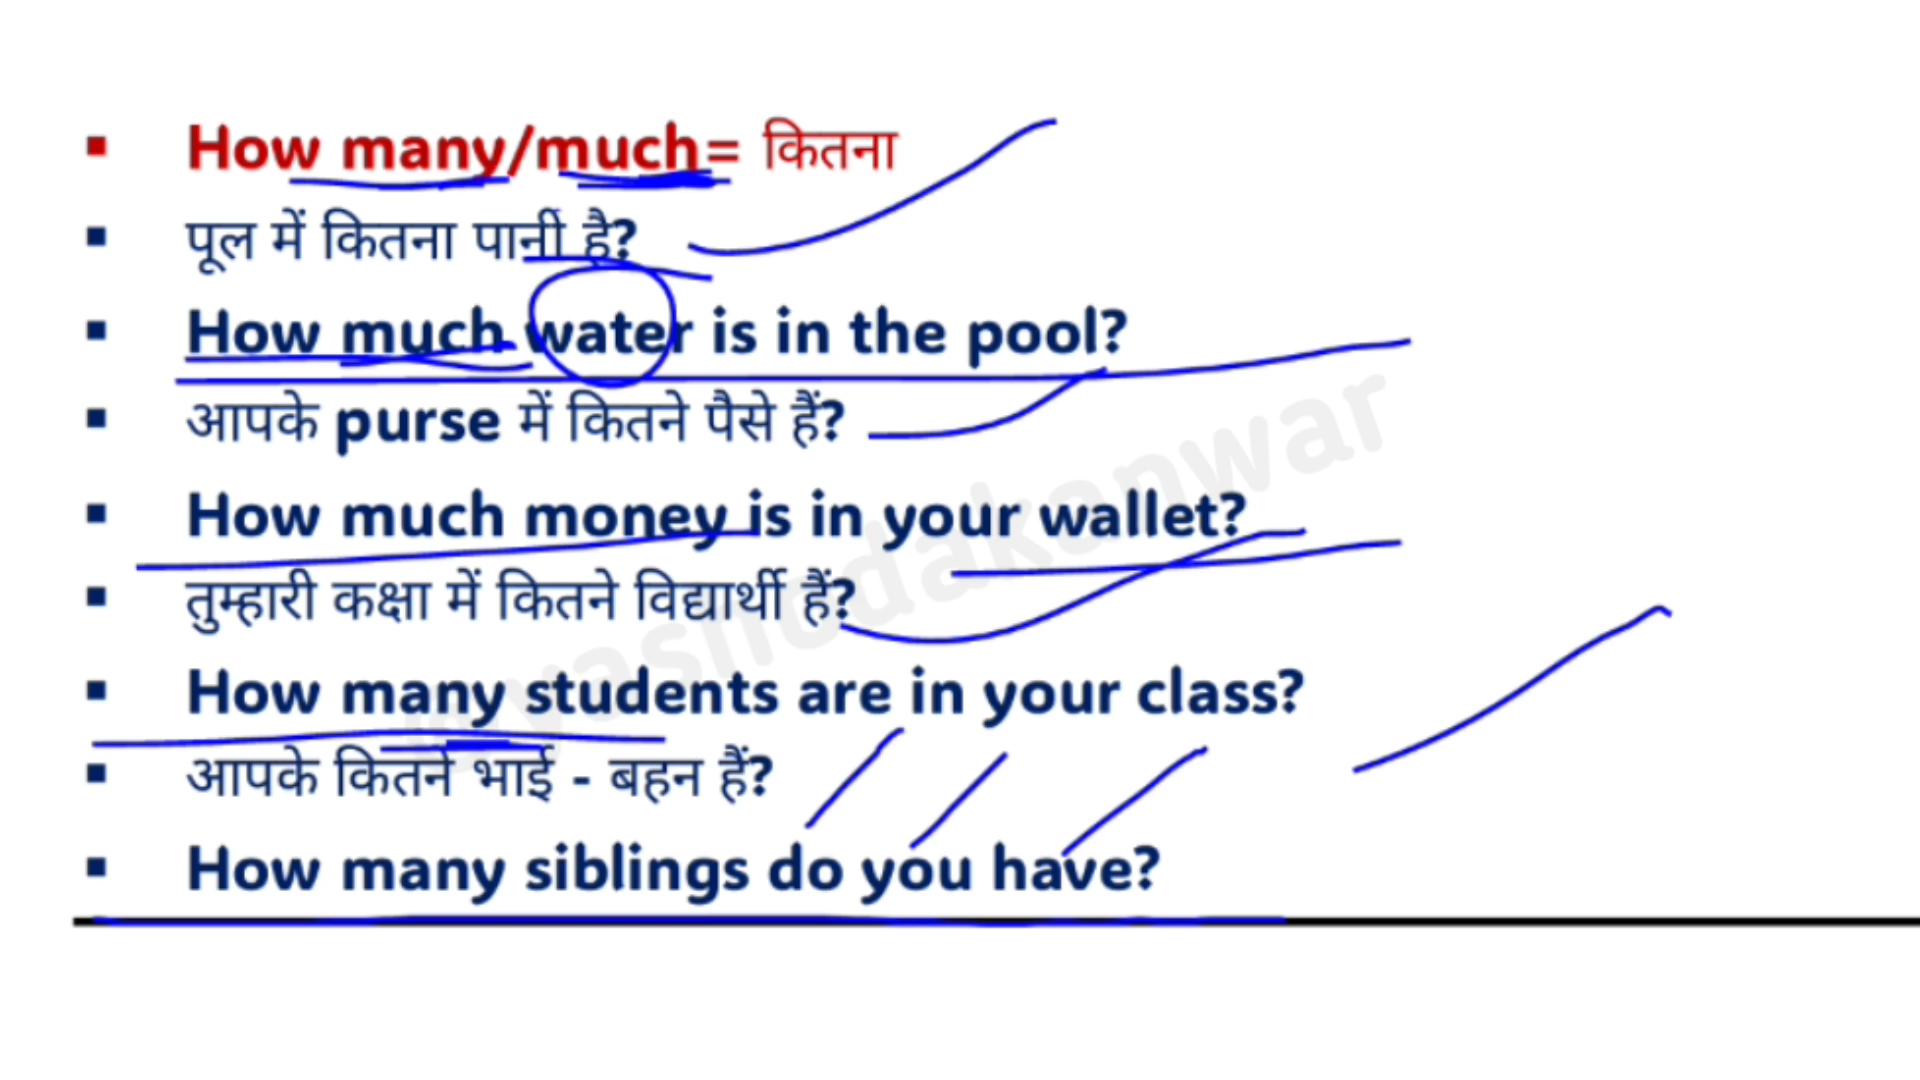 How many/much= कितना
पूल में कितना पानी है?
How much water is in the pool?
आपके purse में कितने पैसे हैं?
How much money is in your wallet?
तुम्हारी कक्षा में कितने विद्यार्थी हैं?
How many students are in your class?
आपके कितने भाई - बहन हैं?
How many siblings do you have?
@yashodakanwar